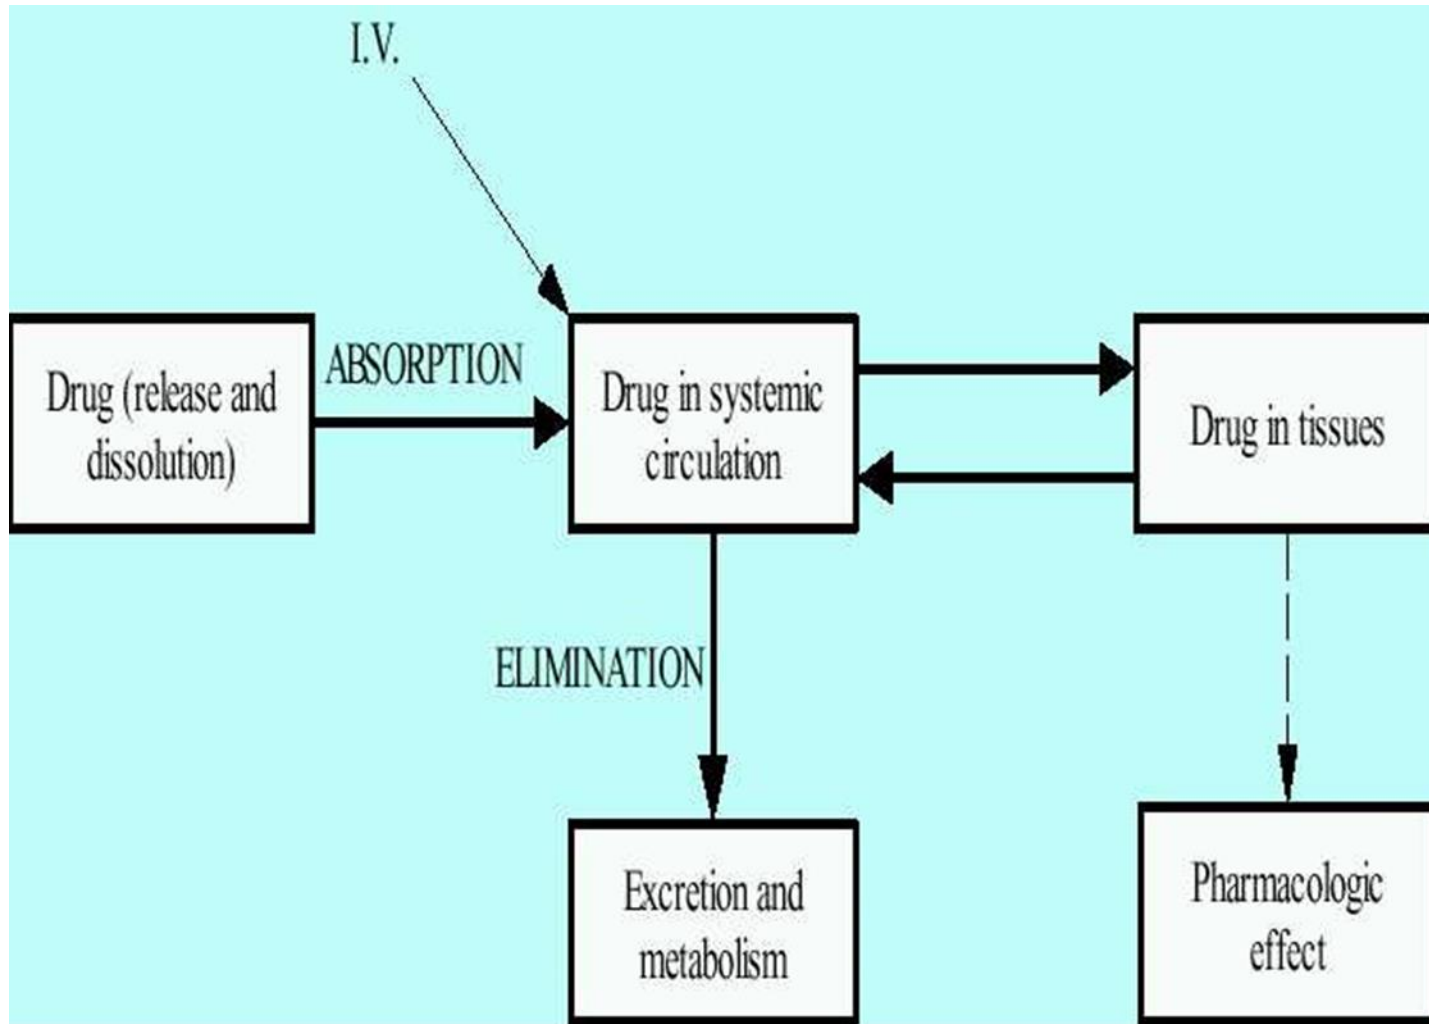 I.V.
Drug (release and
dissolution)
ABSORPTION
Drug in systemic
circulation
Drug in tissues
ELIMINATION
Excretion and
metabolism
Pharmacologic
effect